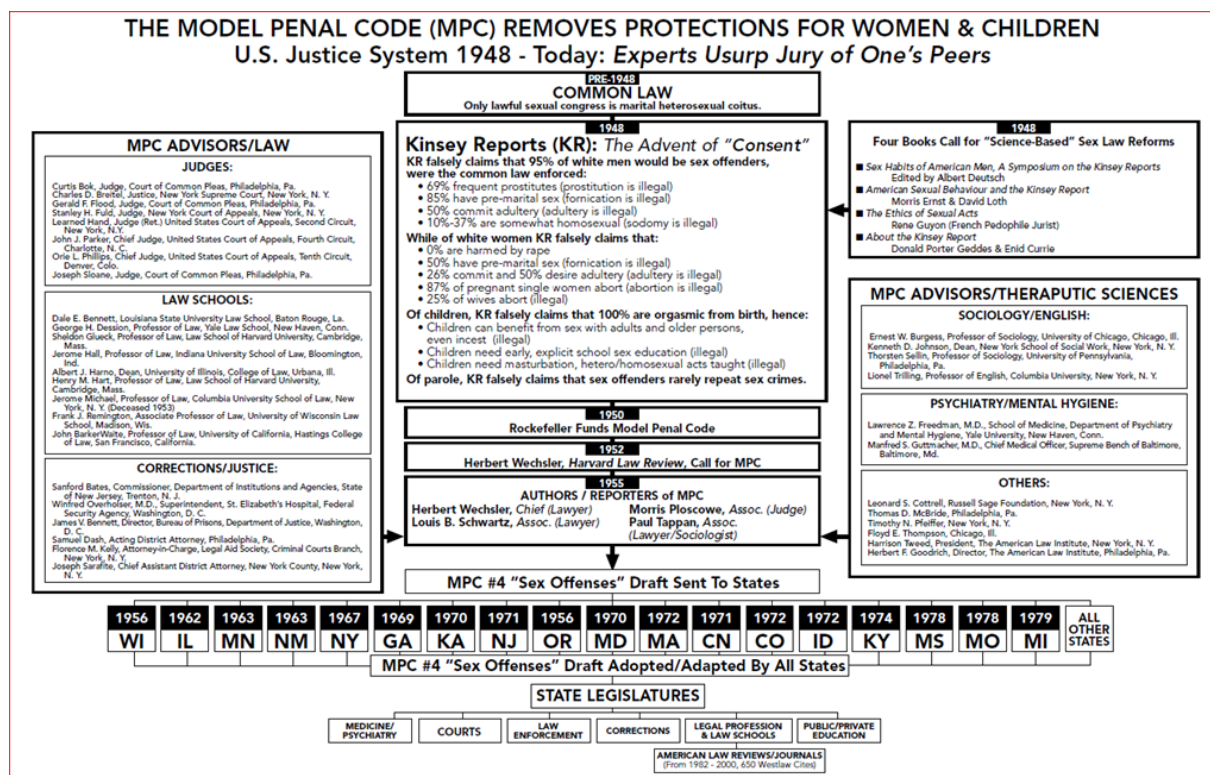 THE MODEL PENAL CODE (MPC) REMOVES PROTECTIONS FOR WOMEN & CHILDREN
U.S. Justice System 1948 - Today: Experts Usurp Jury of One's Peers
PRE-1948
COMMON LAW
Only lawful sexual congress is marital heterosexual coitus.
MPC ADVISORS/LAW
JUDGES:
Curtis Bok, Judge, Court of Common Pleas, Philadelphia, Pa.
Charles D. Breitel, Justice, New York Supreme Court, New York, N. Y.
Gerald F. Flood, Judge, Court of Common Pleas, Philadelphia, Pa.
Stanley H. Fuld, Judge, New York Court of Appeals, New York, N. Y.
Learned Hand, Judge (Ret.) United States Court of Appeals, Second Circuit,
New York, N.Y.
John J. Parker, Chief Judge, United States Court of Appeals, Fourth Circuit,
Charlotte, N. C.
Orie L. Phillips, Chief Judge, United States Court of Appeals, Tenth Circuit,
Denver, Colo.
Joseph Sloane, Judge, Court of Common Pleas, Philadelphia, Pa.
LAW SCHOOLS:
Dale E. Bennett, Louisiana State University Law School, Baton Rouge, La.
George H. Dession, Professor of Law, Yale Law School, New Haven, Conn.
Sheldon Glueck, Professor of Law, Law School of Harvard University, Cambridge,
Mass.
Jerome Hall, Professor of Law, Indiana University School of Law, Bloomington,
Ind.
Albert J. Harno, Dean, University of Illinois, College of Law, Urbana, Ill.
Henry M. Hart, Professor of Law, Law School of Harvard University,
Cambridge, Mass.
Jerome Michael, Professor of Law, Columbia University School of Law, New
York, N. Y. (Deceased 1953)
Frank J. Remington, Associate Professor of Law, University of Wisconsin Law
School, Madison, Wis.
John BarkerWaite, Professor of Law, University of California, Hastings College
of Law, San Francisco, California.
CORRECTIONS/JUSTICE:
Sanford Bates, Commissioner, Department of Institutions and Agencies, State
of New Jersey, Trenton, N. J.
Winfred Overholser, M.D., Superintendent, St. Elizabeth's Hospital, Federal
Security Agency, Washington, D. C.
James V. Bennett, Director, Bureau of Prisons, Department of Justice, Washington,
D. C.
Samuel Dash, Acting District Attorney, Philadelphia, Pa.
Florence M. Kelly, Attorney-in-Charge, Legal Aid Society, Criminal Courts Branch,
New York, N. Y.
Joseph Sarafite, Chief Assistant District Attorney, New York County, New York,
N. Y.
1948
Kinsey Reports (KR): The Advent of "Consent"
KR falsely claims that 95% of white men would be sex offenders,
were the common law enforced:
• 69% frequent prostitutes (prostitution is illegal)
• 85% have pre-marital sex (fornication is illegal)
• 50% commit adultery (adultery is illegal)
• 10%-37% are somewhat homosexual (sodomy is illegal)
While of white women KR falsely claims that:
• 0% are harmed by rape
• 50% have pre-marital sex (fornication is illegal)
• 26% commit and 50% desire adultery (adultery is illegal)
• 87% of pregnant single women abort (abortion is illegal)
• 25% of wives abort (illegal)
Of children, KR falsely claims that 100% are orgasmic from birth, hence:
• Children can benefit from sex with adults and older persons,
even incest (illegal)
• Children need early, explicit school sex education (illegal)
• Children need masturbation, hetero/homosexual acts taught (illegal)
Of parole, KR falsely claims that sex offenders rarely repeat sex crimes.
1950
Rockefeller Funds Model Penal Code
1952
Herbert Wechsler, Harvard Law Review, Call for MPC
1955
AUTHORS / REPORTERS of MPC
Herbert Wechsler, Chief (Lawyer)
Louis B. Schwartz, Assoc. (Lawyer)
Morris Ploscowe, Assoc. (Judge)
Paul Tappan, Assoc.
(Lawyer/Sociologist)
1948
Four Books Call for "Science-Based" Sex Law Reforms
■ Sex Habits of American Men, A Symposium on the Kinsey Reports
Edited by Albert Deutsch
■ American Sexual Behaviour and the Kinsey Report
Morris Ernst & David Loth
■ The Ethics of Sexual Acts
Rene Guyon (French Pedophile Jurist)
■ About the Kinsey Report
Donald Porter Geddes & Enid Currie
MPC ADVISORS/THERAPUTIC SCIENCES
SOCIOLOGY/ENGLISH:
Ernest W. Burgess, Professor of Sociology, University of Chicago, Chicago, Ill.
Kenneth D. Johnson, Dean, New York School of Social Work, New York, N. Y.
Thorsten Sellin, Professor of Sociology, University of Pennsylvania,
Philadelphia, Pa.
Lionel Trilling, Professor of English, Columbia University, New York, N. Y.
PSYCHIATRY/MENTAL HYGIENE:
Lawrence Z. Freedman, M.D., School of Medicine, Department of Psychiatry
and Mental Hygiene, Yale University, New Haven, Conn.
Manfred S. Guttmacher, M.D., Chief Medical Officer, Supreme Bench of Baltimore,
Baltimore, Md.
OTHERS:
Leonard S. Cottrell, Russell Sage Foundation, New York, N. Y.
Thomas D. McBride, Philadelphia, Pa.
Timothy N. Pfeiffer, New York, N. Y.
Floyd E. Thompson, Chicago, Ill.
Harrison Tweed, President, The American Law Institute, New York, N. Y.
Herbert F. Goodrich, Director, The American Law Institute, Philadelphia, Pa.
MPC #4 "Sex Offenses" Draft Sent To States
1956 1962 1963 1963 1967 1969 1970 1971 1956 1970 1972 1971 1972 1972 1974 1978 1978 1979
WI IL MN NM NY GA KA NJ OR MD MA CN CO ID KY MS MO MI
ALL
OTHER
STATES
MPC #4 "Sex Offenses" Draft Adopted/Adapted By All States
STATE LEGISLATURES
MEDICINE/
PSYCHIATRY
COURTS
LAW
ENFORCEMENT
CORRECTIONS
LEGAL PROFESSION
& LAW SCHOOLS
PUBLIC/PRIVATE
EDUCATION
AMERICAN LAW REVIEWS/JOURNALS
(From 1982 - 2000, 650 Westlaw Cites)